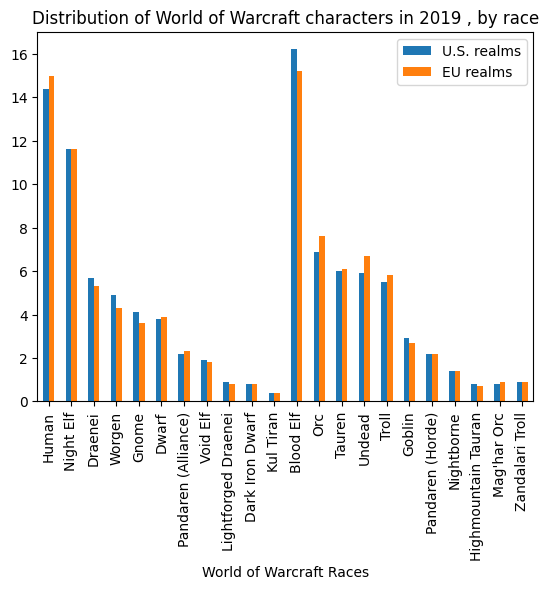 Distribution of World of Warcraft characters in 2019 , by race
U.S. realms
EU realms
16
14
12
10
8
6
4
2
0
Human
Night Elf
Draenei
Worgen
Gnome
Dwarf
Pandaren (Alliance)
Void Elf
Lightforged Draenei
Dark Iron Dwarf
Kul Tiran
Blood Elf
Orc
Tauren
Undead
Troll
Goblin
Pandaren (Horde)
Nightborne
Highmountain Tauran
Mag'har Orc
Zandalari Troll
World of Warcraft Races